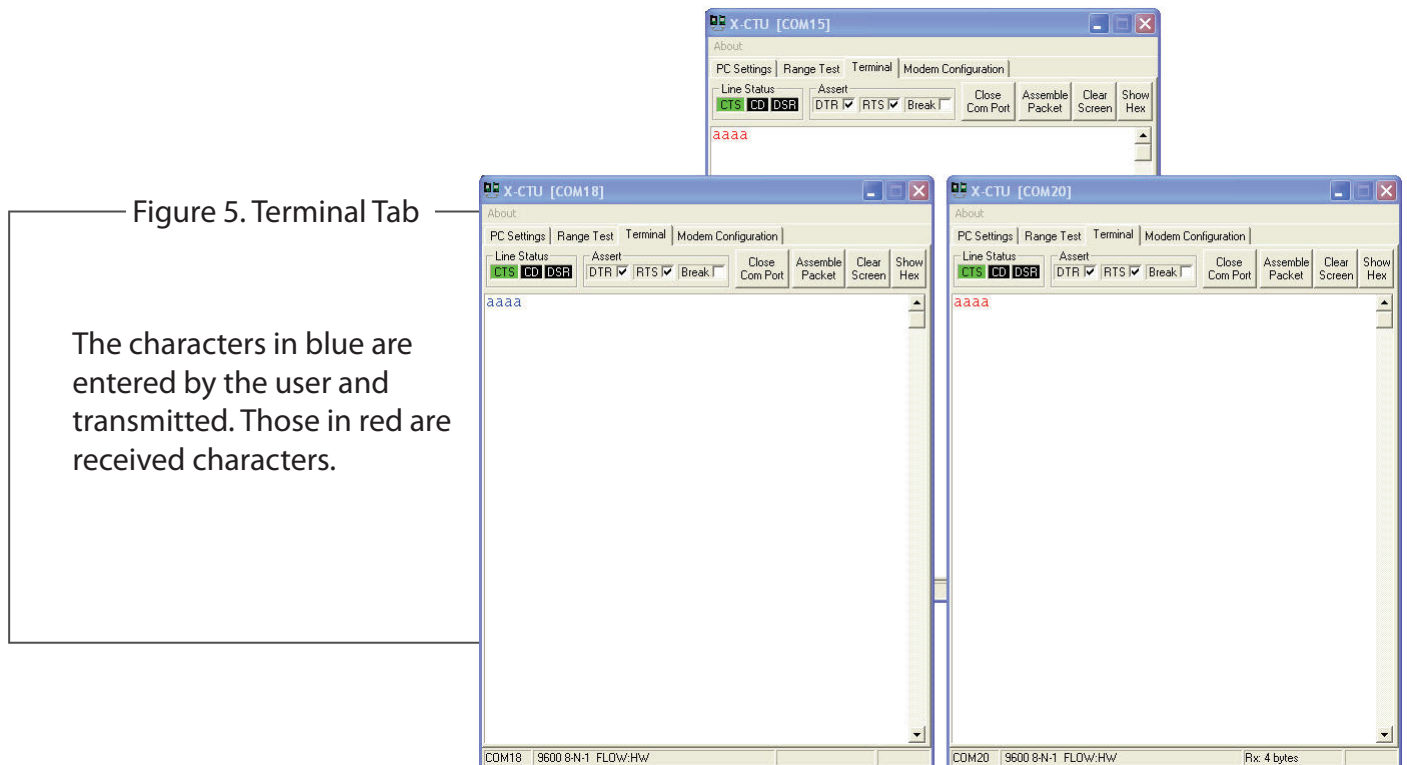 X-CTU [COM15]
About
PC Settings Range Test Terminal Modem Configuration
Line Status Assert
CTS CD DSR DTR RTS Break Close Com Port Assemble Packet Clear Screen Show Hex
aaaa
Figure 5. Terminal Tab
The characters in blue are
entered by the user and
transmitted. Those in red are
received characters.
X-CTU [COM18]
About
PC Settings Range Test Terminal Modem Configuration
Line Status Assert
CTS CD DSR DTR RTS Break Close Com Port Assemble Packet Clear Screen Show Hex
aaaa
COM18 9600 8-N-1 FLOW:HW
X-CTU [COM20]
About
PC Settings Range Test Terminal Modem Configuration
Line Status Assert
CTS CD DSR DTR RTS Break Close Com Port Assemble Packet Clear Screen Show Hex
aaaa
COM20 9600 8-N-1 FLOW:HW Rx: 4 bytes